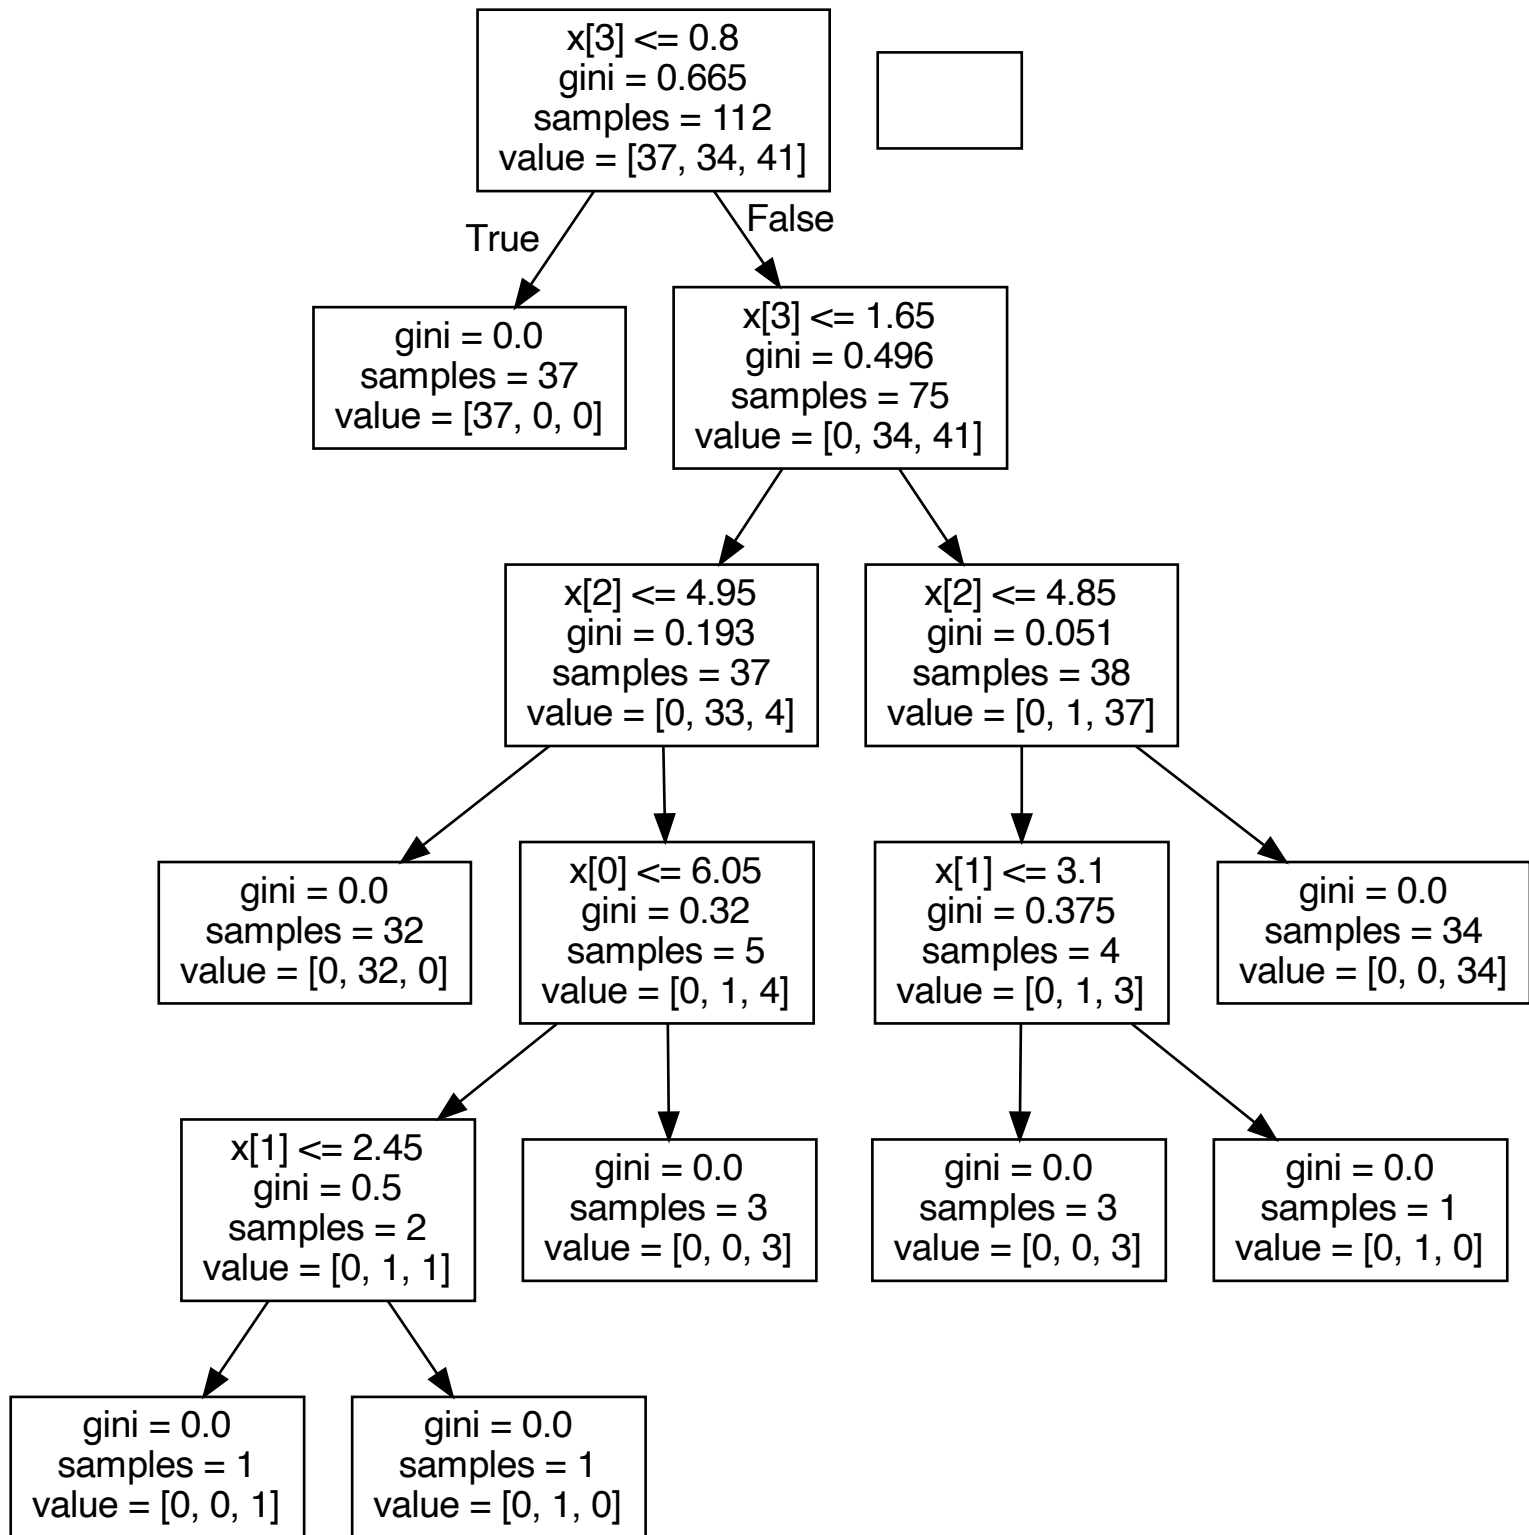 x[3] <= 0.8
gini = 0.665
samples = 112
value = [37, 34, 41]
True
False
gini = 0.0
samples = 37
value = [37, 0, 0]
x[3] <= 1.65
gini = 0.496
samples = 75
value = [0, 34, 41]
x[2] <= 4.95
gini = 0.193
samples = 37
value = [0, 33, 4]
x[2] <= 4.85
gini = 0.051
samples = 38
value = [0, 1, 37]
gini = 0.0
samples = 32
value = [0, 32, 0]
x[0] <= 6.05
gini = 0.32
samples = 5
value = [0, 1, 4]
x[1] <= 3.1
gini = 0.375
samples = 4
value = [0, 1, 3]
gini = 0.0
samples = 34
value = [0, 0, 34]
x[1] <= 2.45
gini = 0.5
samples = 2
value = [0, 1, 1]
gini = 0.0
samples = 3
value = [0, 0, 3]
gini = 0.0
samples = 3
value = [0, 0, 3]
gini = 0.0
samples = 1
value = [0, 1, 0]
gini = 0.0
samples = 1
value = [0, 0, 1]
gini = 0.0
samples = 1
value = [0, 1, 0]